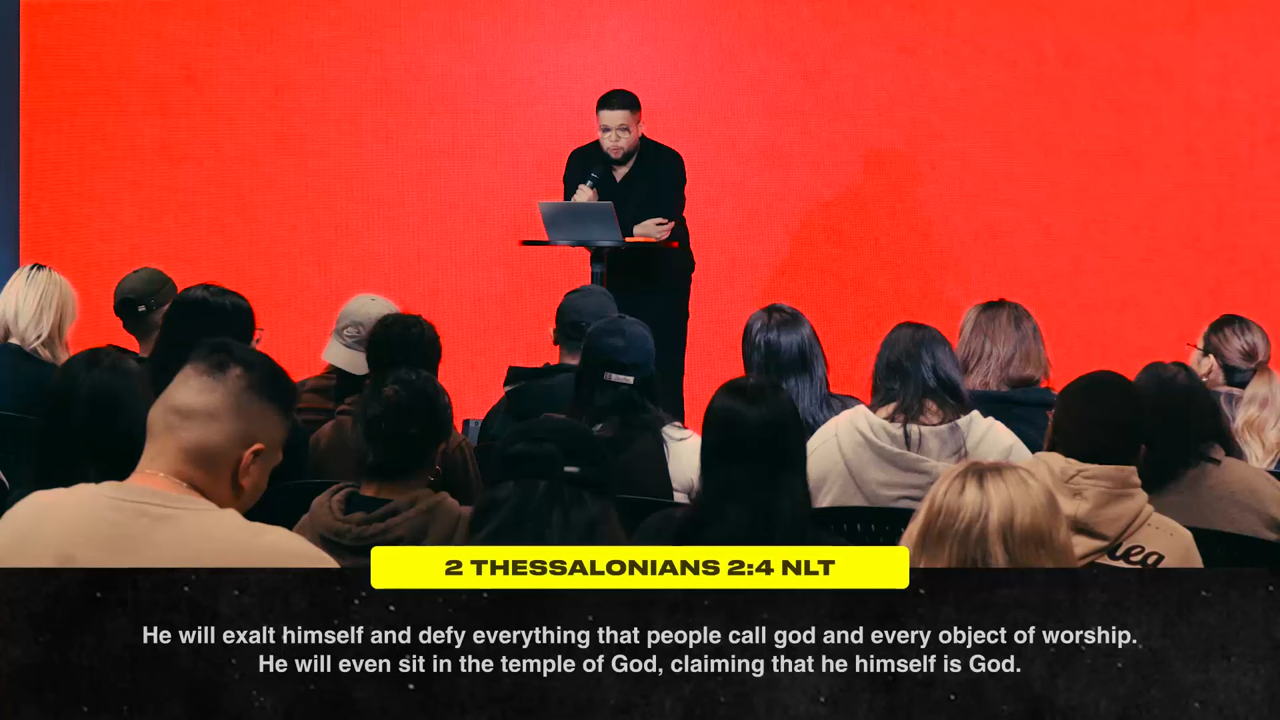 2 THESSALONIANS 2:4 NLT
He will exalt himself and defy everything that people call god and every object of worship.
He will even sit in the temple of God, claiming that he himself is God.